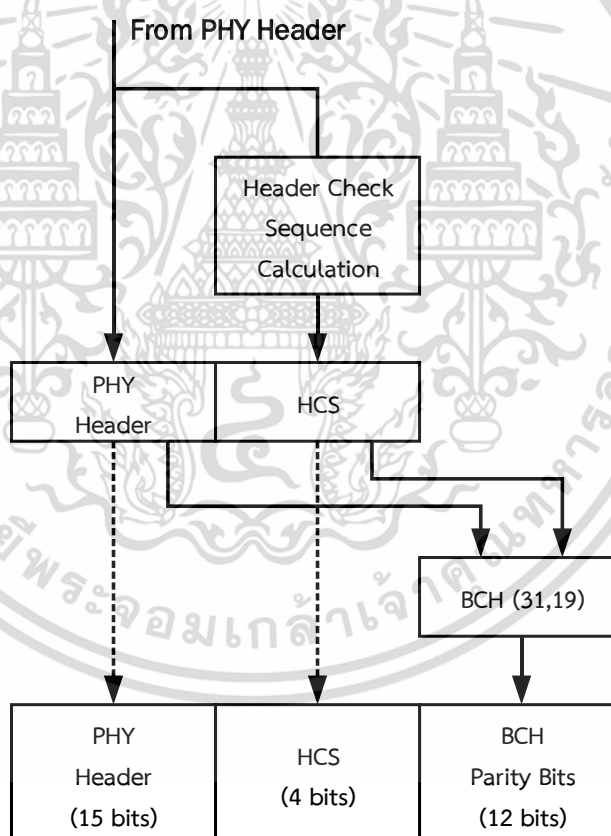 From PHY Header
Header Check
Sequence
Calculation
PHY
Header
HCS
BCH (31,19)
PHY
Header
(15 bits)
HCS
(4 bits)
BCH
Parity Bits
(12 bits)